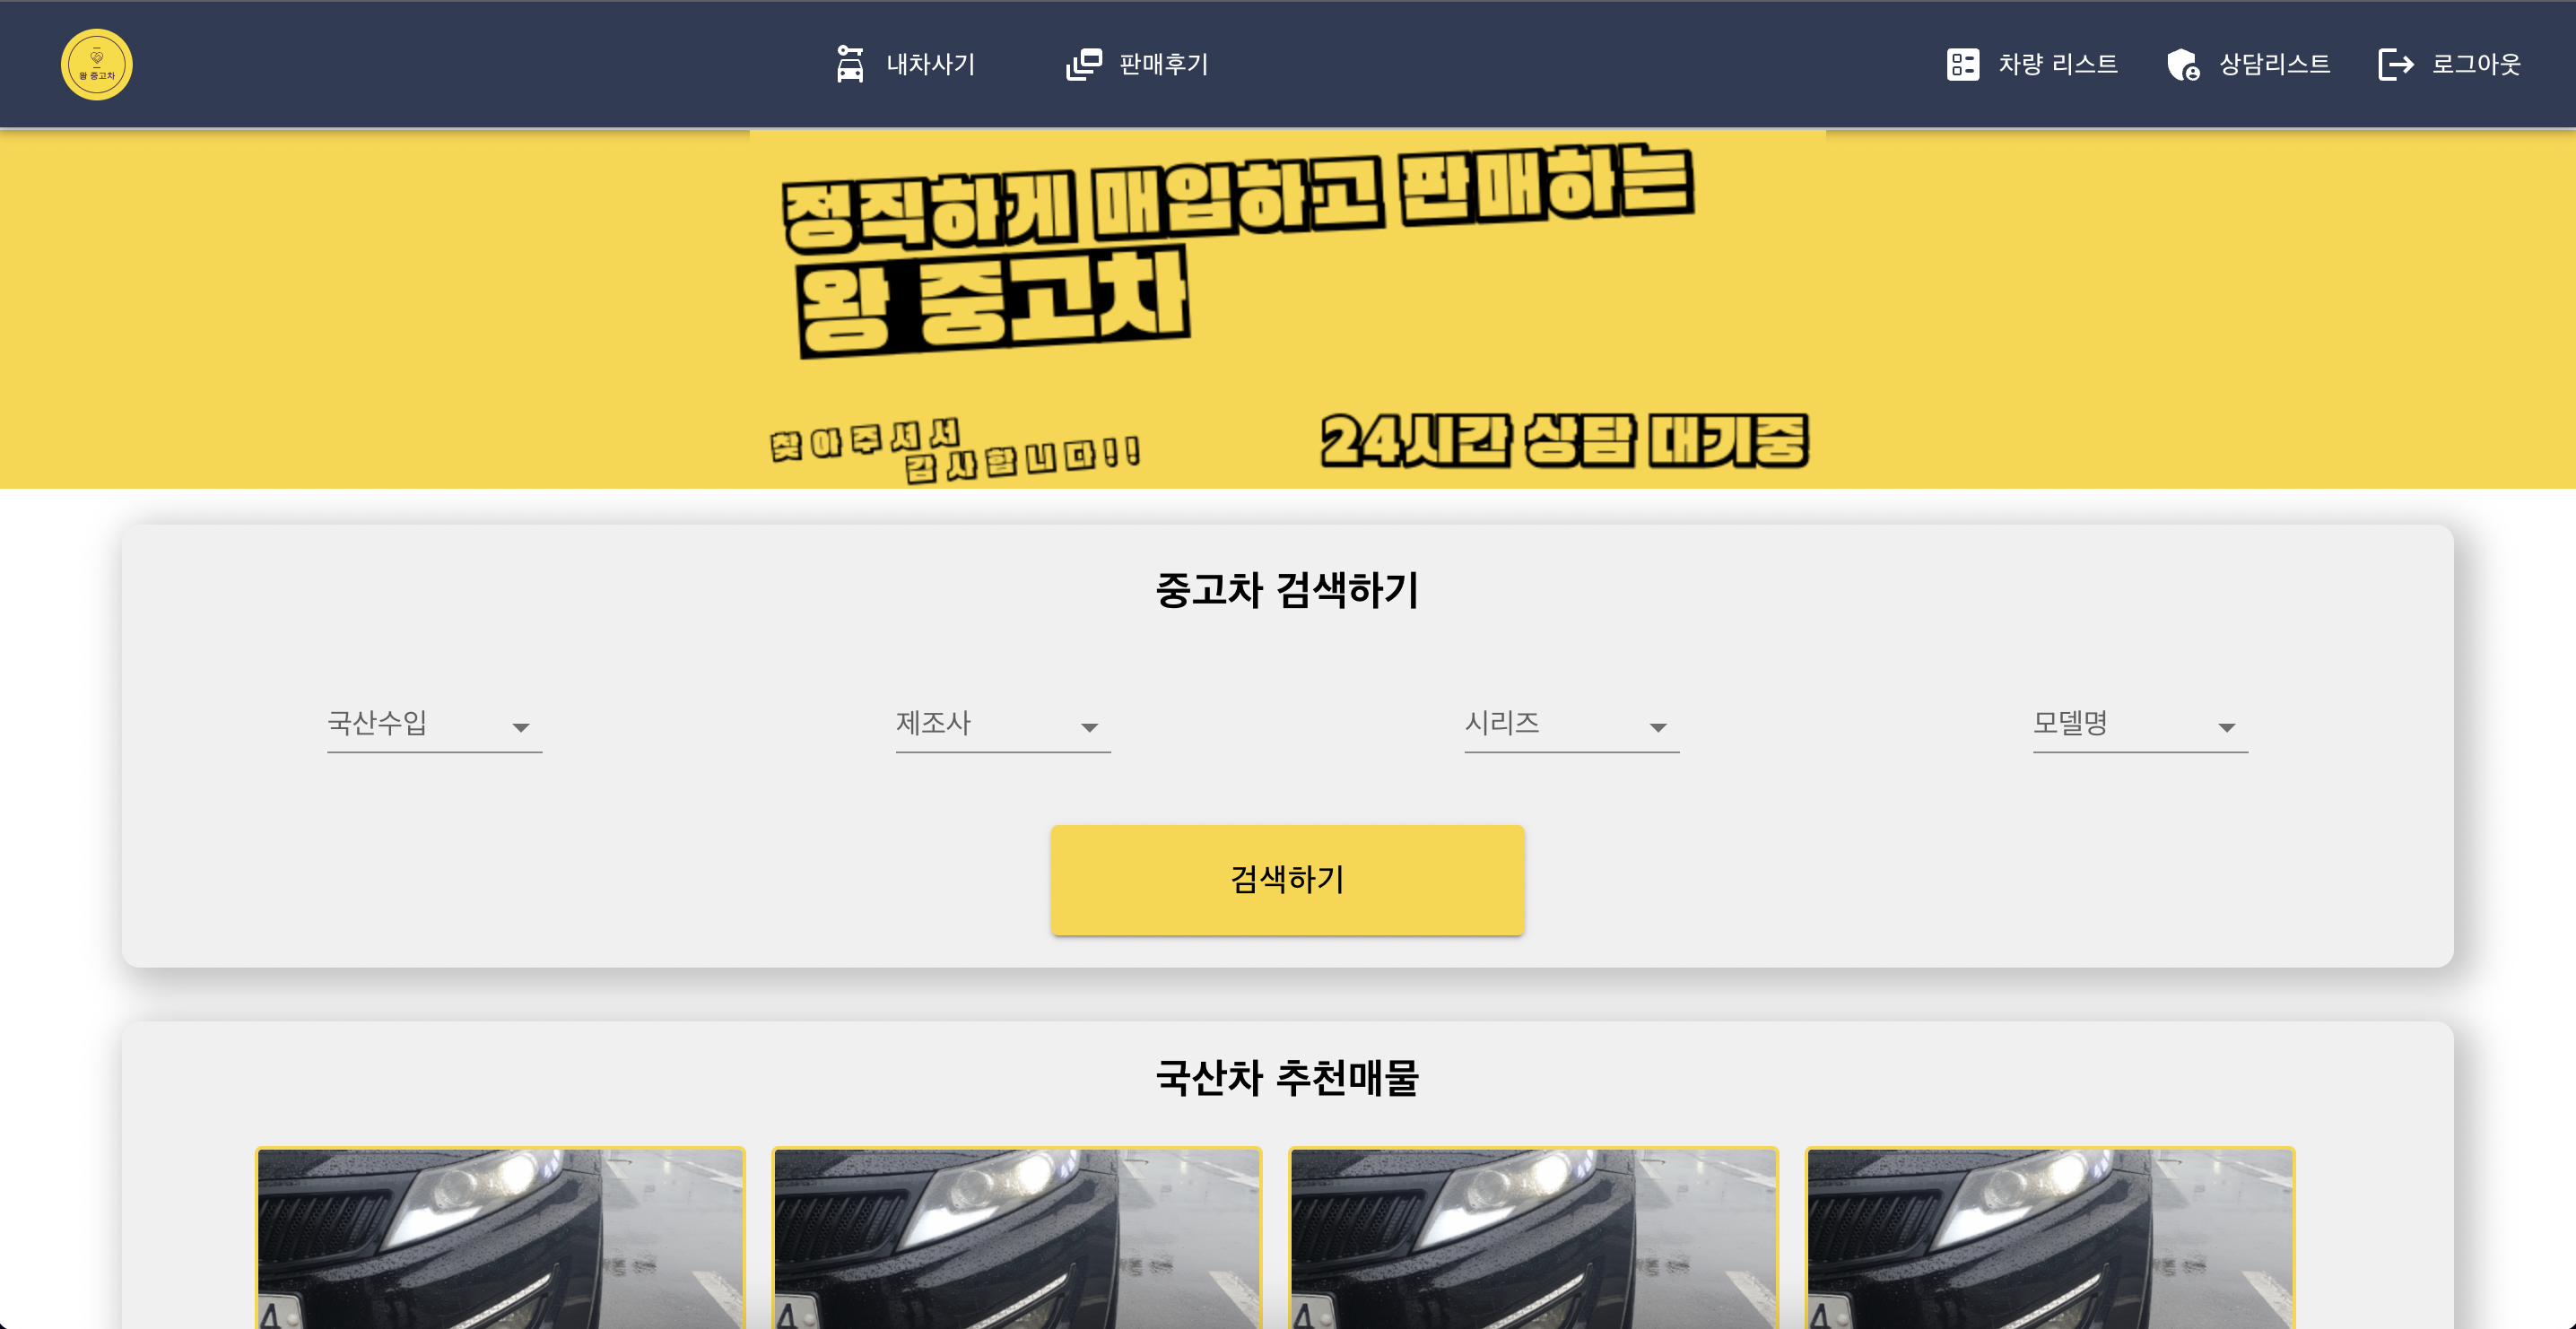 왕 중고차
내차사기
판매후기
차량 리스트
상담리스트
로그아웃
정직하게 매입하고 판매하는
왕 중고차
찾아주셔서
감사합니다!!
24시간 상담 대기중
중고차 검색하기
국산수입
제조사
시리즈
모델명
검색하기
국산차 추천매물